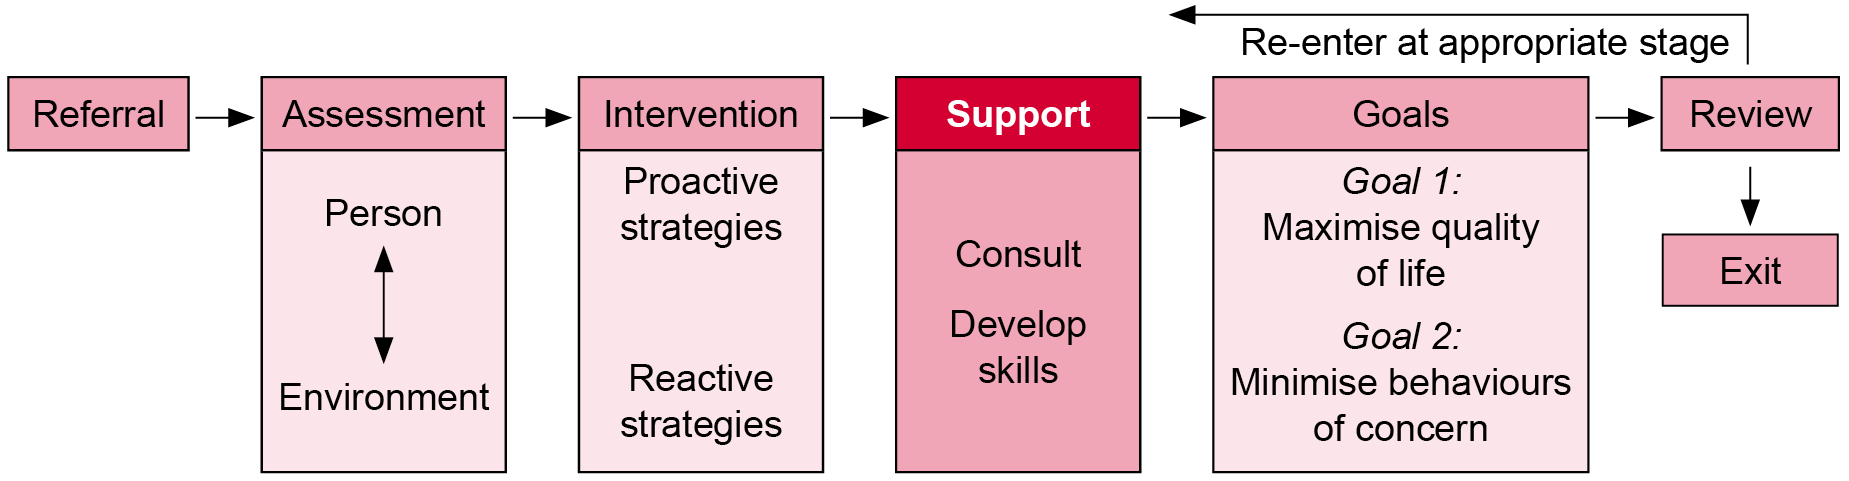 Re-enter at appropriate stage
Referral
Assessment
Person
Environment
Intervention
Proactive
strategies
Reactive
strategies
Support
Consult
Develop
skills
Goals
Goal 1:
Maximise quality
of life
Goal 2:
Minimise behaviours
of concern
Review
Exit